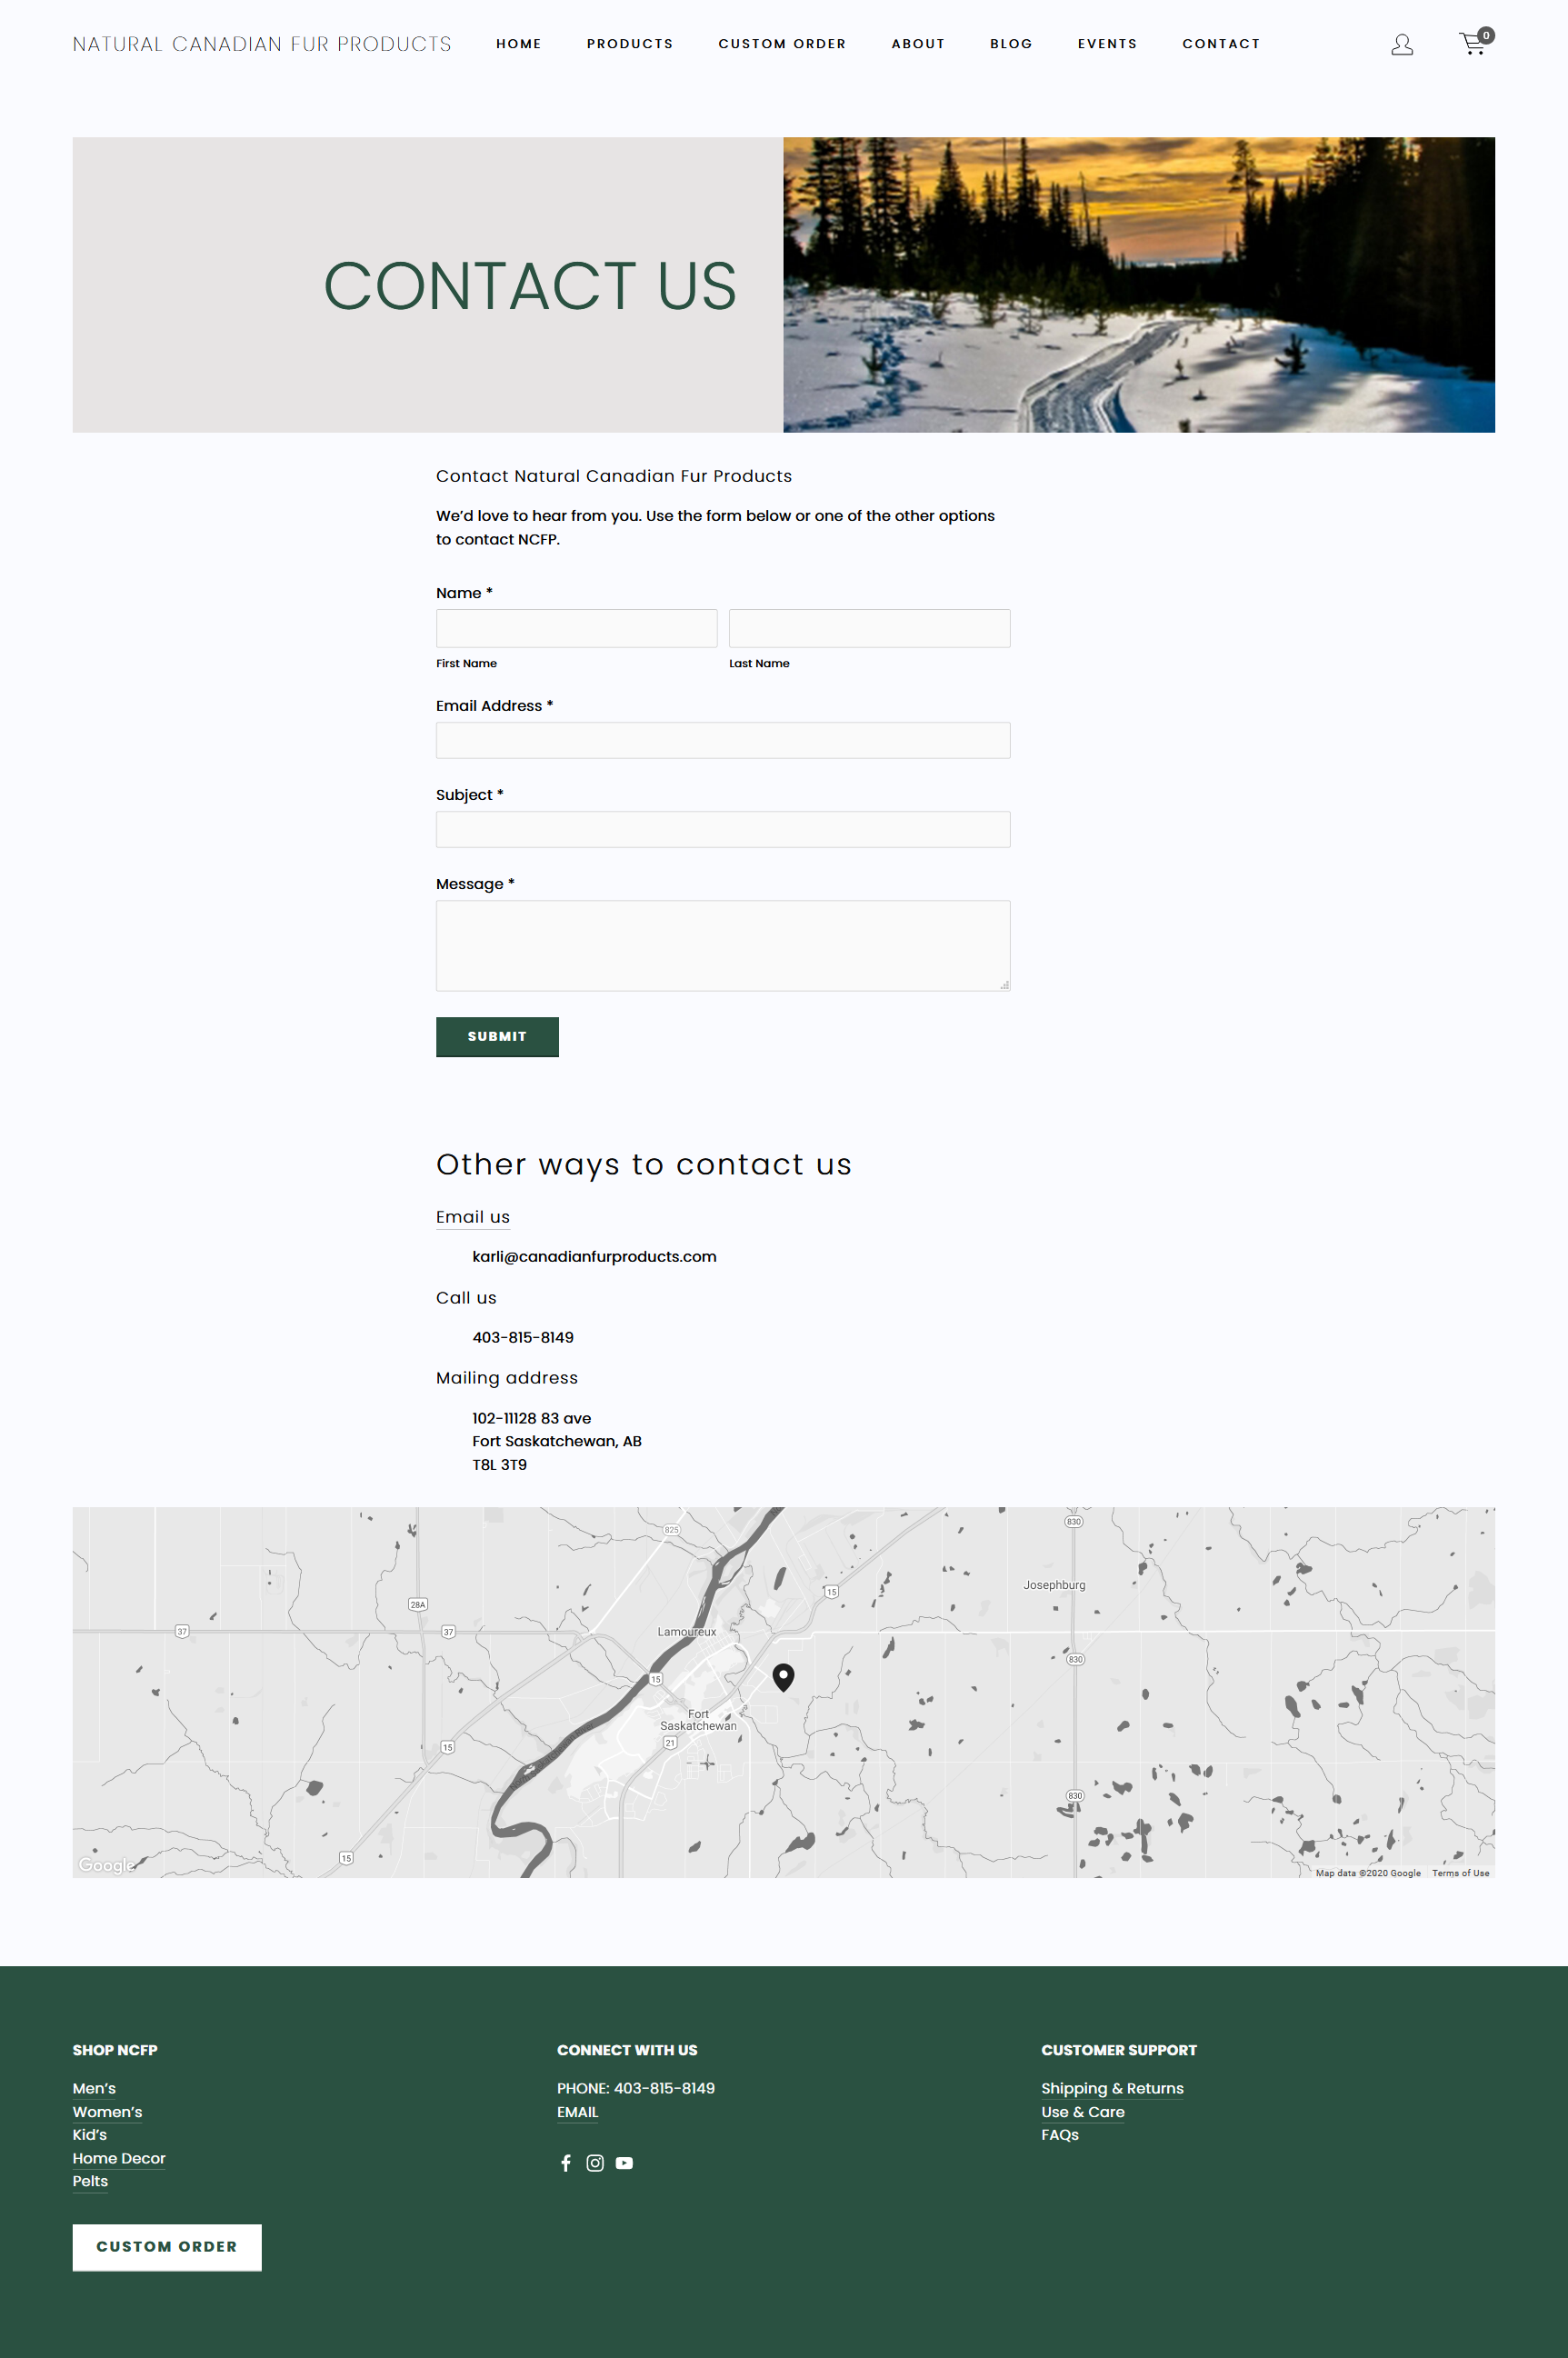 NATURAL CANADIAN FUR PRODUCTS
HOME
PRODUCTS
CUSTOM ORDER
ABOUT
BLOG
EVENTS
CONTACT
0
CONTACT US
Contact Natural Canadian Fur Products
We’d love to hear from you. Use the form below or one of the other options
to contact NCFP.
Name *
First Name
Last Name
Email Address *
Subject *
Message *
SUBMIT
Other ways to contact us
Email us
karli@canadianfurproducts.com
Call us
403-815-8149
Mailing address
102-11128 83 ave
Fort Saskatchewan, AB
T8L 3T9
825
830
15
Josephburg
28A
37
37
Lamoureux
830
15
Fort
Saskatchewan
21
15
830
15
Google
Map data ©2020 Google
Terms of Use
SHOP NCFP
Men’s
Women’s
Kid’s
Home Decor
Pelts
CUSTOM ORDER
CONNECT WITH US
PHONE: 403-815-8149
EMAIL
CUSTOMER SUPPORT
Shipping & Returns
Use & Care
FAQs